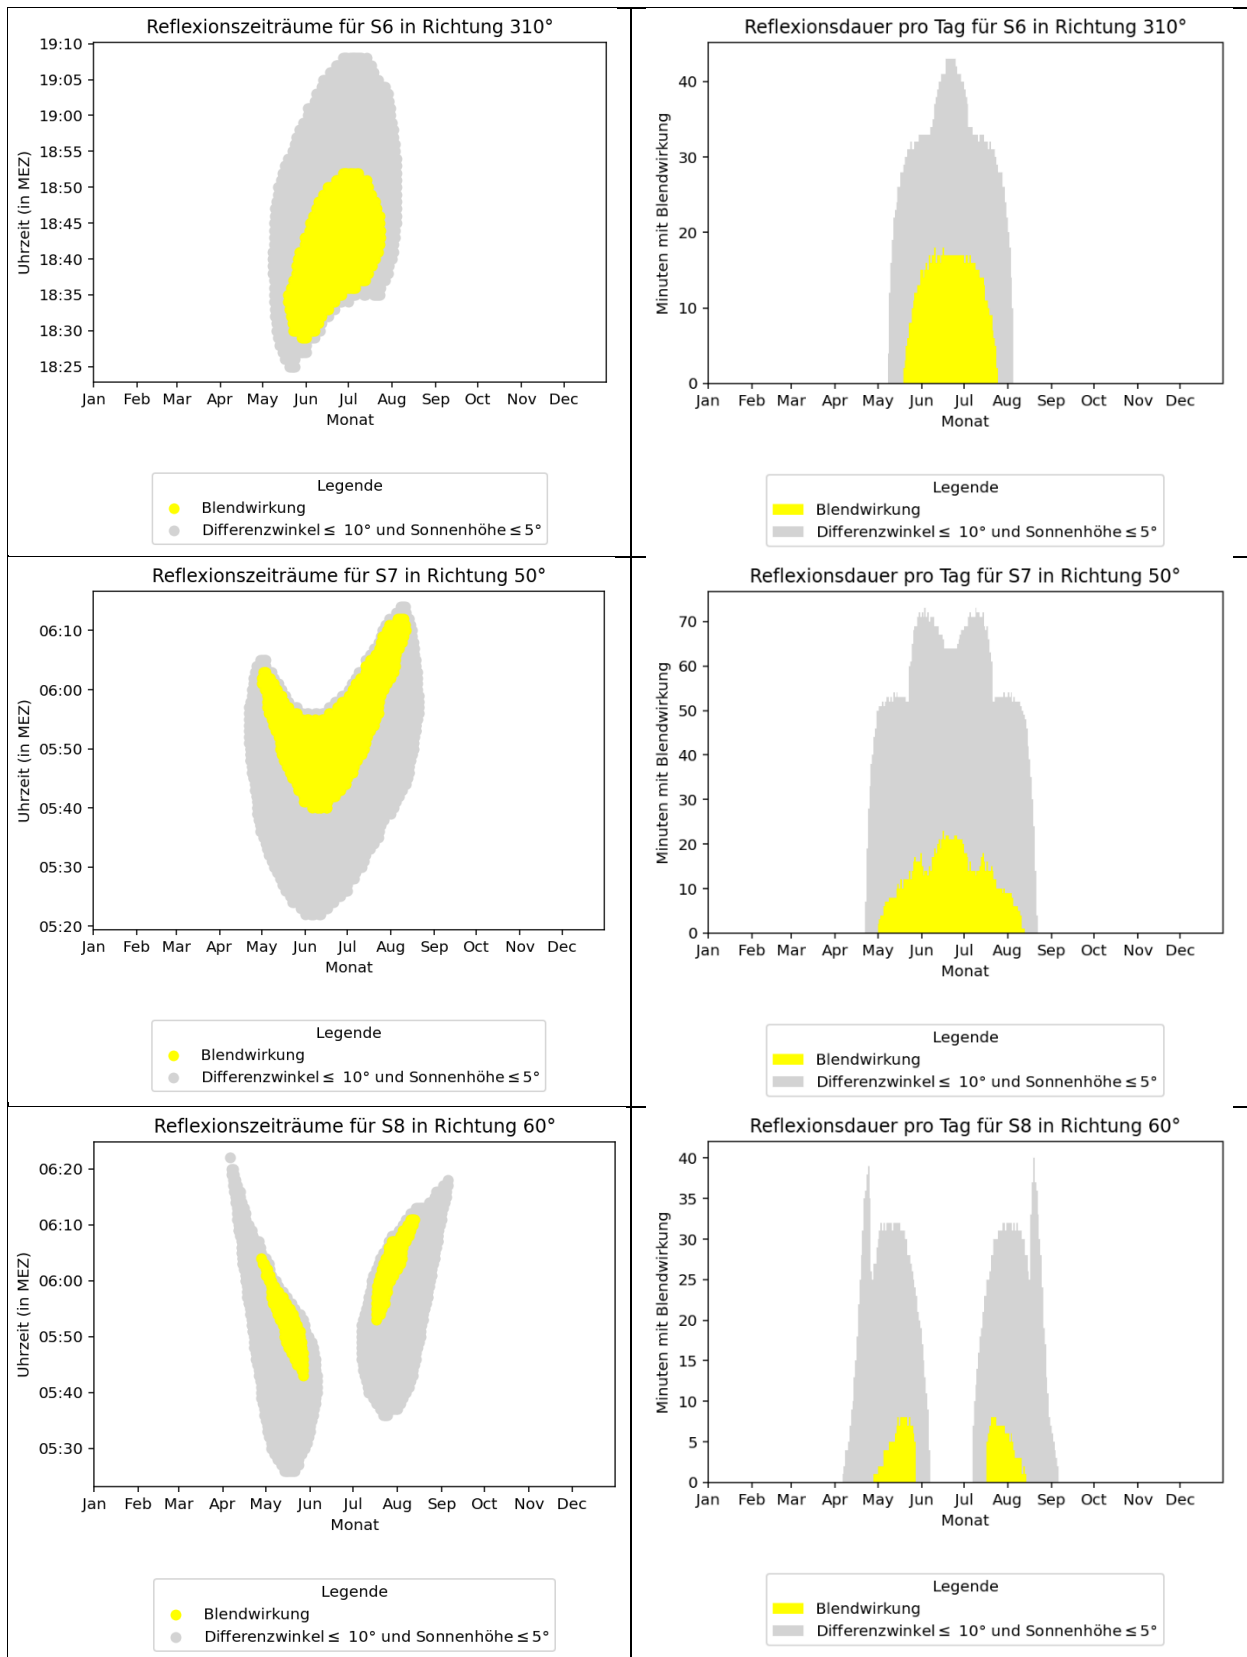 Reflexionszeiträume für S6 in Richtung 310°
19:10
19:05
19:00
18:55
18:50
18:45
18:40
18:35
18:30
18:25
Uhrzeit (in MEZ)
Jan Feb Mar Apr May Jun Jul Aug Sep Oct Nov Dec
Monat
Legende
Blendwirkung
Differenzwinkel ≤ 10° und Sonnenhöhe ≤ 5°
Reflexionsdauer pro Tag für S6 in Richtung 310°
40
30
20
10
0
Minuten mit Blendwirkung
Jan Feb Mar Apr May Jun Jul Aug Sep Oct Nov Dec
Monat
Legende
Blendwirkung
Differenzwinkel ≤ 10° und Sonnenhöhe ≤ 5°
Reflexionszeiträume für S7 in Richtung 50°
06:10
06:00
05:50
05:40
05:30
05:20
Uhrzeit (in MEZ)
Jan Feb Mar Apr May Jun Jul Aug Sep Oct Nov Dec
Monat
Legende
Blendwirkung
Differenzwinkel ≤ 10° und Sonnenhöhe ≤ 5°
Reflexionsdauer pro Tag für S7 in Richtung 50°
70
60
50
40
30
20
10
0
Minuten mit Blendwirkung
Jan Feb Mar Apr May Jun Jul Aug Sep Oct Nov Dec
Monat
Legende
Blendwirkung
Differenzwinkel ≤ 10° und Sonnenhöhe ≤ 5°
Reflexionszeiträume für S8 in Richtung 60°
06:20
06:10
06:00
05:50
05:40
05:30
Uhrzeit (in MEZ)
Jan Feb Mar Apr May Jun Jul Aug Sep Oct Nov Dec
Monat
Legende
Blendwirkung
Differenzwinkel ≤ 10° und Sonnenhöhe ≤ 5°
Reflexionsdauer pro Tag für S8 in Richtung 60°
40
35
30
25
20
15
10
5
0
Minuten mit Blendwirkung
Jan Feb Mar Apr May Jun Jul Aug Sep Oct Nov Dec
Monat
Legende
Blendwirkung
Differenzwinkel ≤ 10° und Sonnenhöhe ≤ 5°